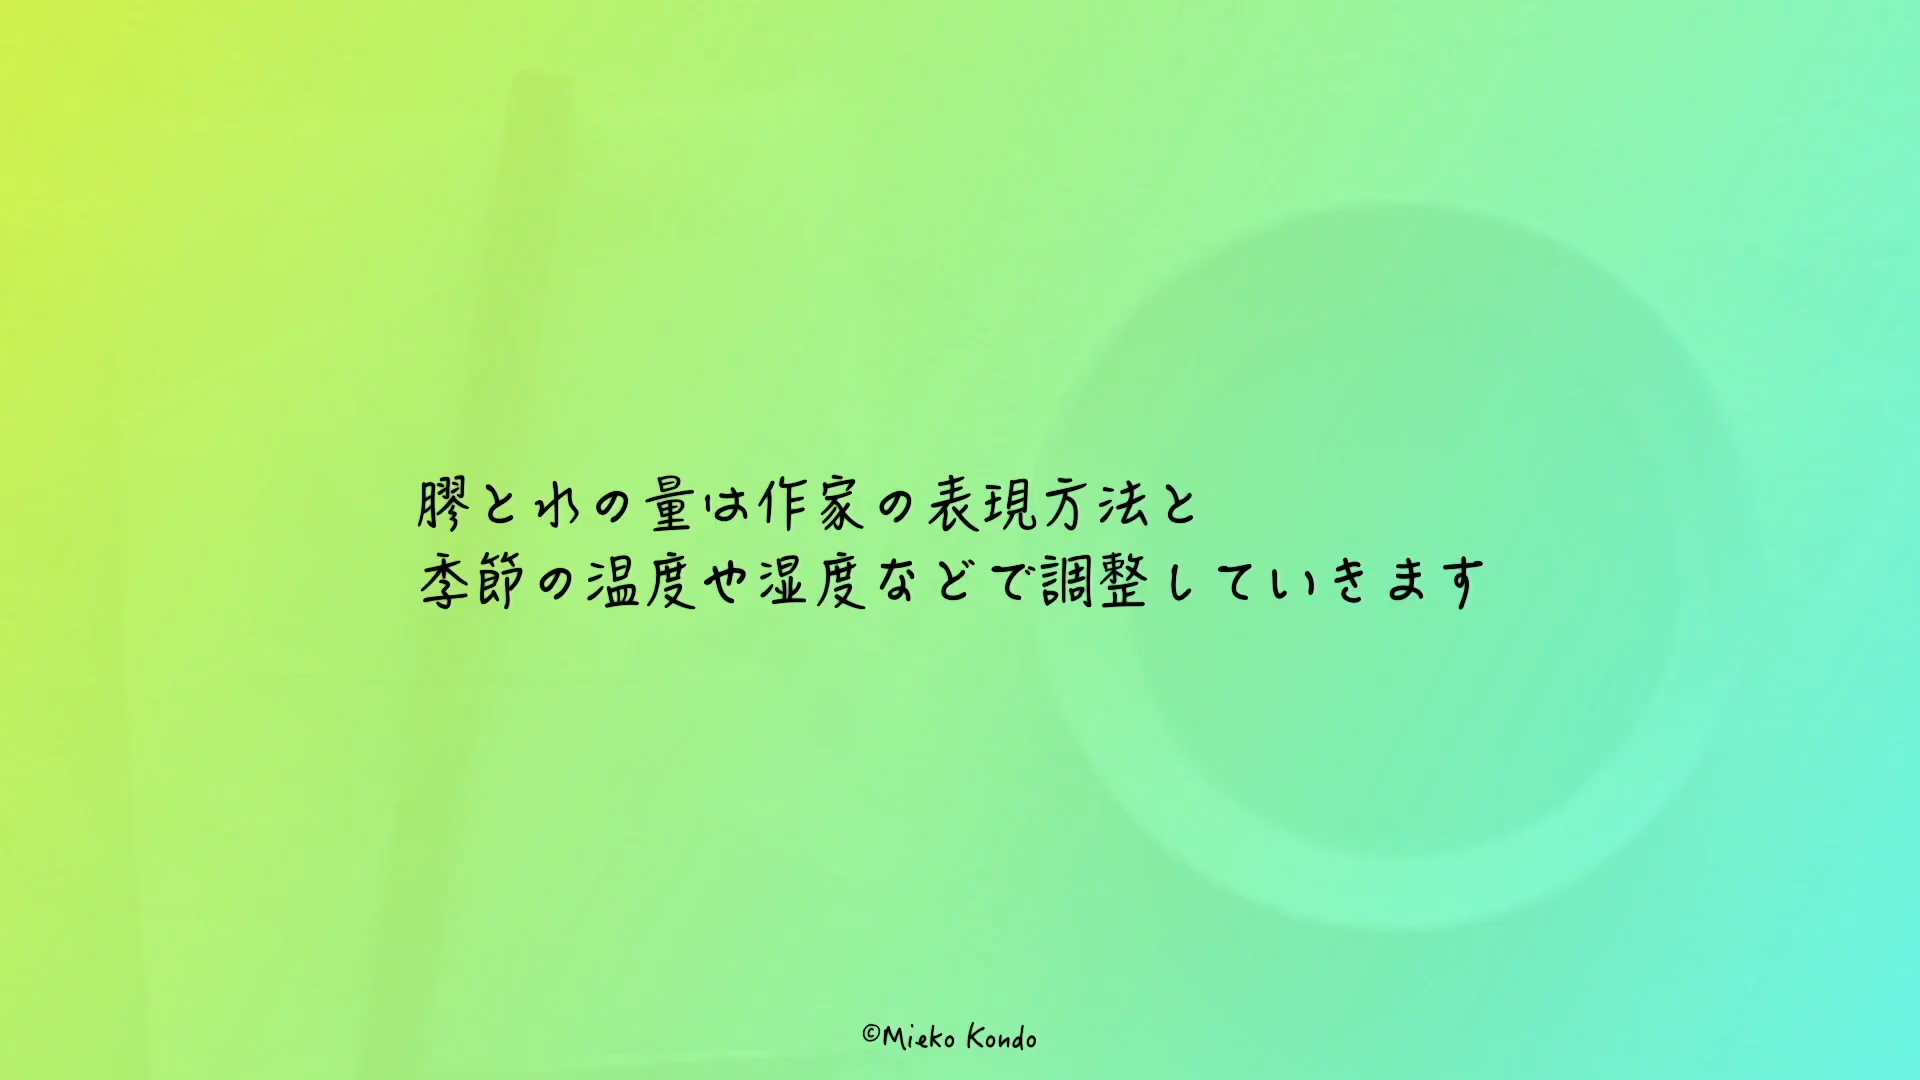 膠と水の量は作家の表現方法と
季節の温度や湿度などで調整していきます
©Mieko Kondo